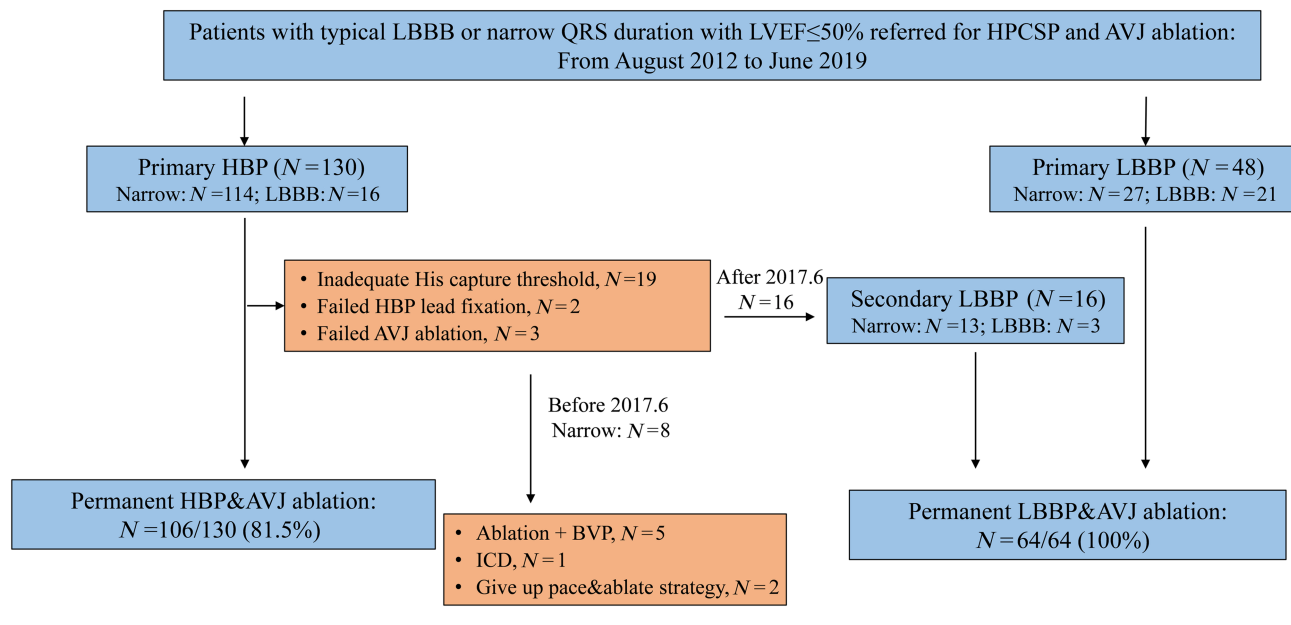 Patients with typical LBBB or narrow QRS duration with LVEF≤50% referred for HPCSP and AVJ ablation:
From August 2012 to June 2019
Primary HBP (N=130)
Narrow: N=114; LBBB: N=16
Primary LBBP (N=48)
Narrow: N=27; LBBB: N=21
• Inadequate His capture threshold, N=19
• Failed HBP lead fixation, N=2
• Failed AVJ ablation, N=3
After 2017.6
N=16
Secondary LBBP (N=16)
Narrow: N=13; LBBB: N=3
Before 2017.6
Narrow: N=8
Permanent HBP&AVJ ablation:
N=106/130 (81.5%)
• Ablation + BVP, N=5
• ICD, N=1
• Give up pace&ablate strategy, N=2
Permanent LBBP&AVJ ablation:
N=64/64 (100%)